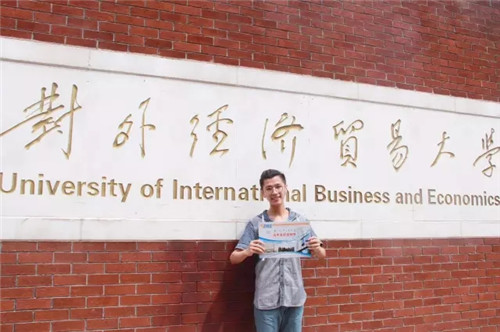 對外經濟貿易大學
University of International Business and Economics